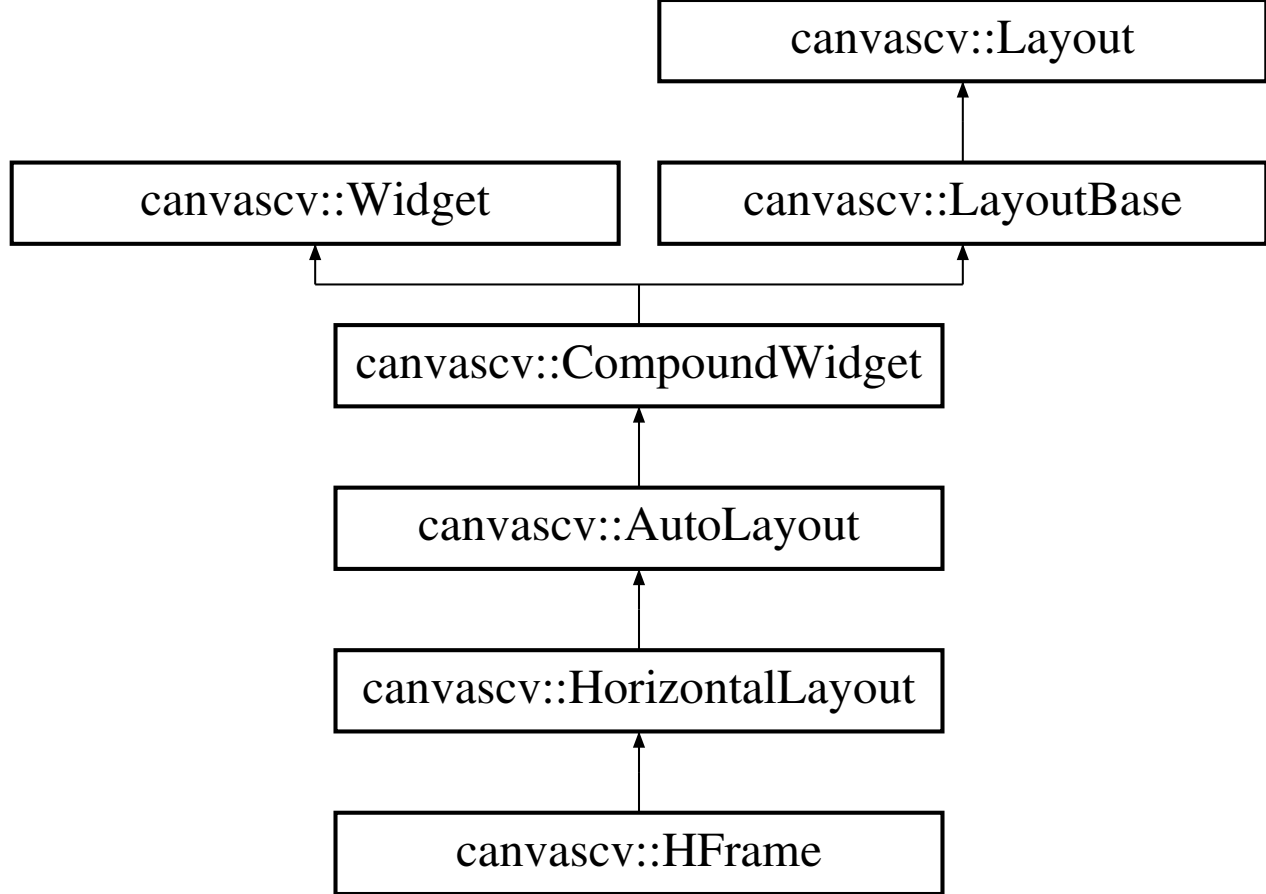 canvascv::Layout
canvascv::Widget
canvascv::LayoutBase
canvascv::CompoundWidget
canvascv::AutoLayout
canvascv::HorizontalLayout
canvascv::HFrame